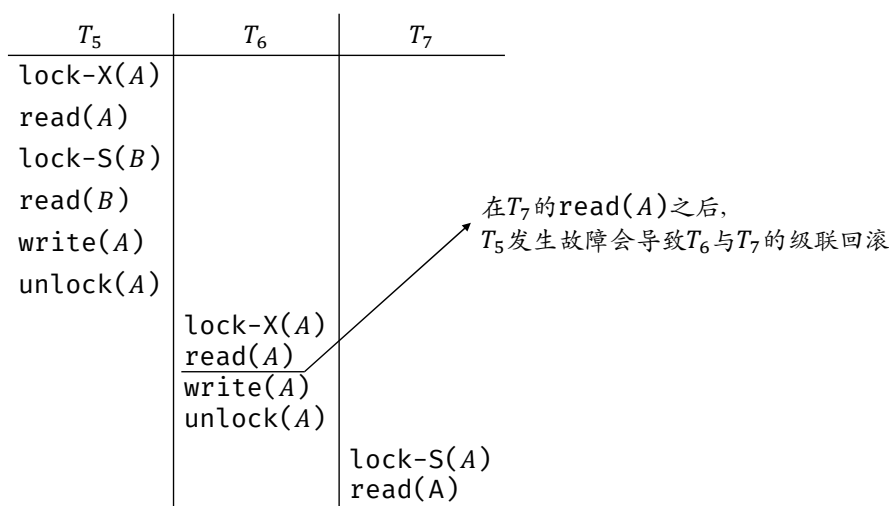 T₅ T₆ T₇
lock-X(A)
read(A)
lock-S(B)
read(B)
write(A)
unlock(A)
在T₇的read(A)之后,
T₅发生故障会导致T₆与T₇的级联回滚
lock-X(A)
read(A)
write(A)
unlock(A)
lock-S(A)
read(A)